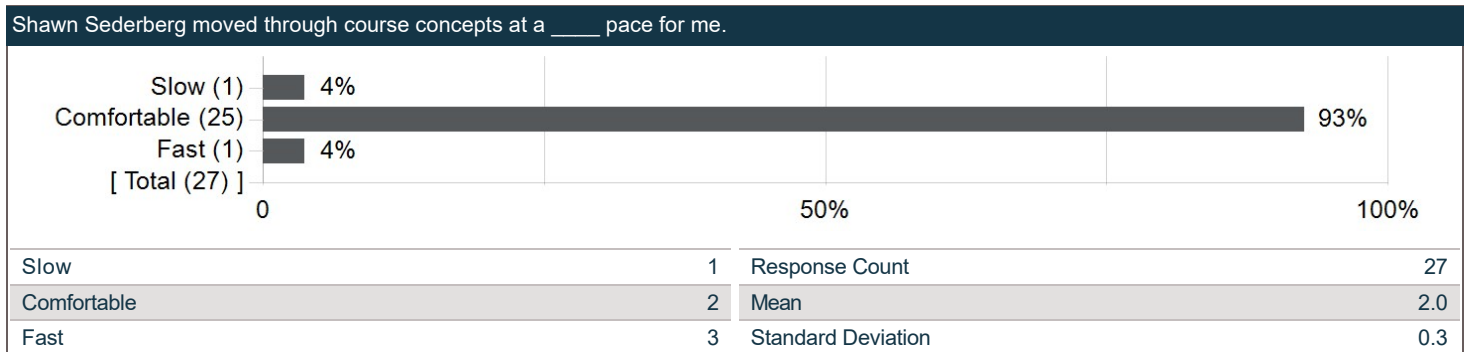 Shawn Sederberg moved through course concepts at a ____ pace for me.
Slow (1) 4%
Comfortable (25) 93%
Fast (1) 4%
[ Total (27) ]
0 50% 100%
Slow 1 Response Count 27
Comfortable 2 Mean 2.0
Fast 3 Standard Deviation 0.3